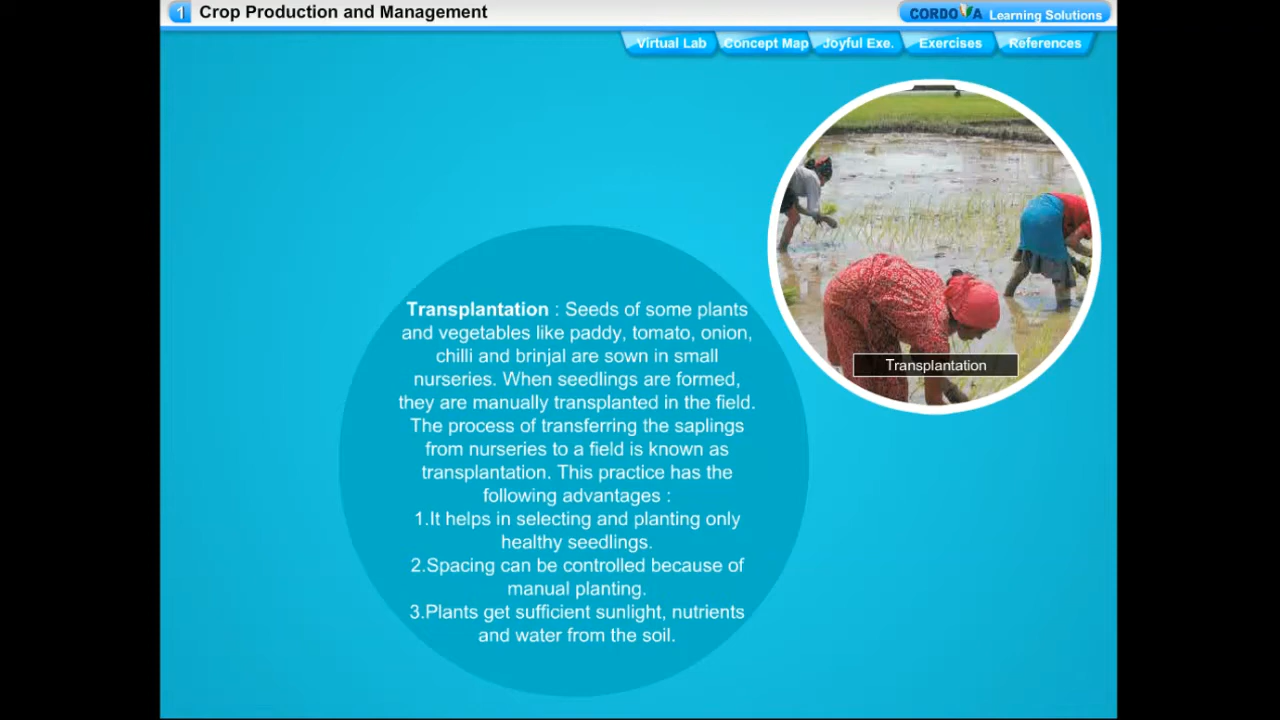 1 Crop Production and Management
CORDOVA Learning Solutions
Virtual Lab Concept Map Joyful Exe. Exercises References
Transplantation : Seeds of some plants
and vegetables like paddy, tomato, onion,
chilli and brinjal are sown in small
nurseries. When seedlings are formed,
they are manually transplanted in the field.
The process of transferring the saplings
from nurseries to a field is known as
transplantation. This practice has the
following advantages :
1.It helps in selecting and planting only
healthy seedlings.
2.Spacing can be controlled because of
manual planting.
3.Plants get sufficient sunlight, nutrients
and water from the soil.
Transplantation